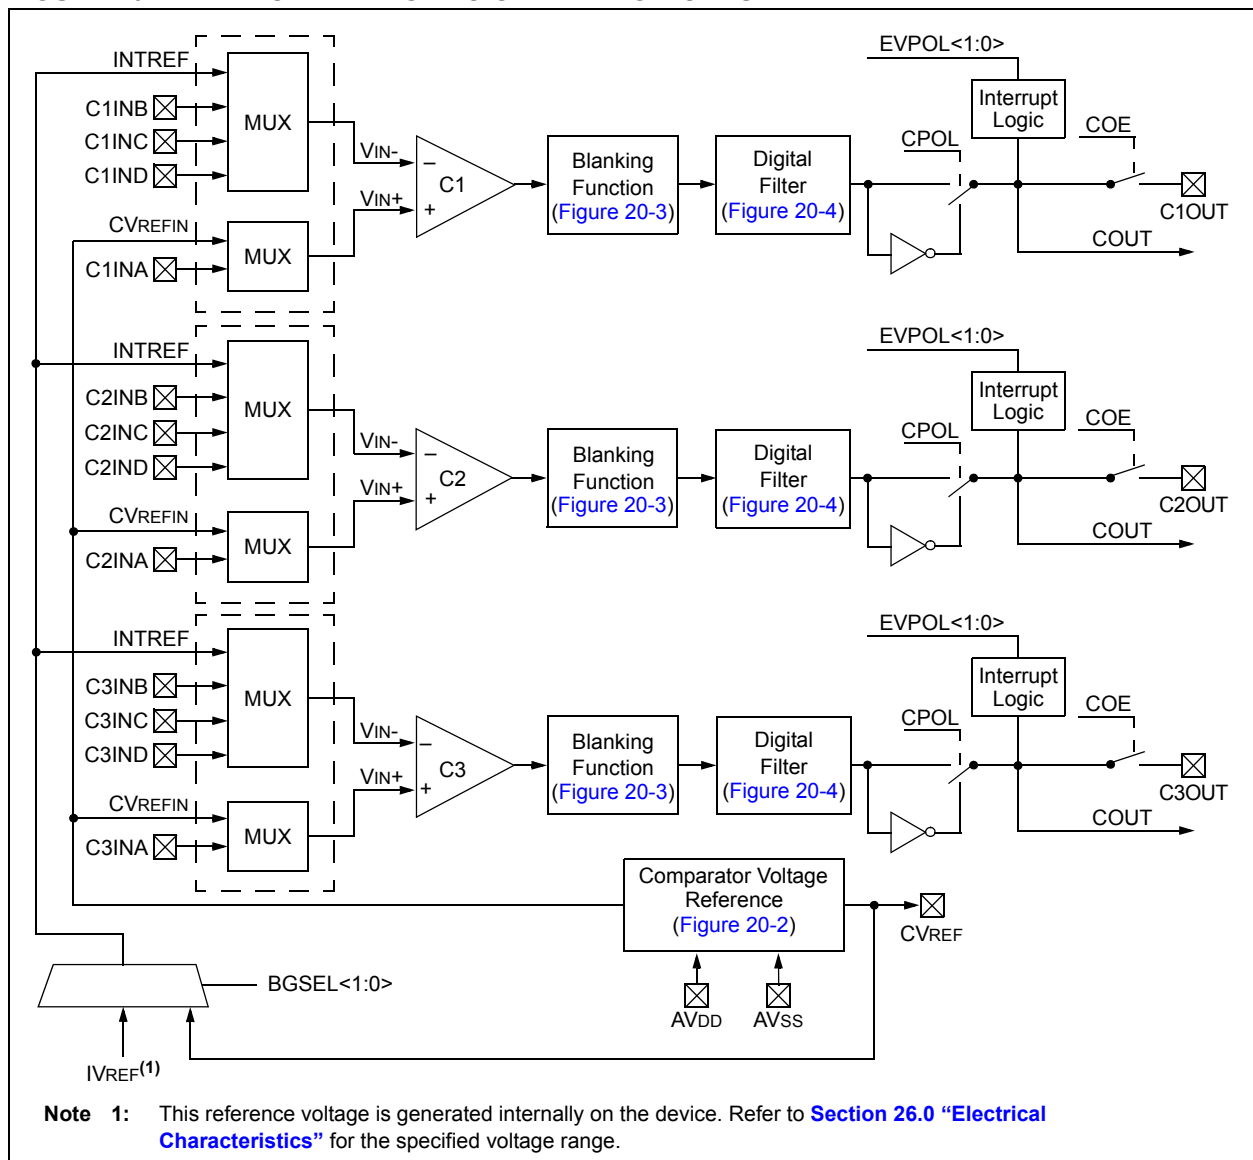 INTREF
C1INB
C1INC
C1IND
MUX
CVREFIN
C1INA
MUX
VIN-
VIN+
–
+
C1
Blanking
Function
(Figure 20-3)
Digital
Filter
(Figure 20-4)
EVPOL<1:0>
Interrupt
Logic
CPOL
COE
C1OUT
COUT
INTREF
C2INB
C2INC
C2IND
MUX
CVREFIN
C2INA
MUX
VIN-
VIN+
–
+
C2
Blanking
Function
(Figure 20-3)
Digital
Filter
(Figure 20-4)
EVPOL<1:0>
Interrupt
Logic
CPOL
COE
C2OUT
COUT
INTREF
C3INB
C3INC
C3IND
MUX
CVREFIN
C3INA
MUX
VIN-
VIN+
–
+
C3
Blanking
Function
(Figure 20-3)
Digital
Filter
(Figure 20-4)
EVPOL<1:0>
Interrupt
Logic
CPOL
COE
C3OUT
COUT
Comparator Voltage
Reference
(Figure 20-2)
CVREF
AVDD
AVSS
BGSEL<1:0>
IVREF(1)
Note 1: This reference voltage is generated internally on the device. Refer to Section 26.0 “Electrical
Characteristics” for the specified voltage range.